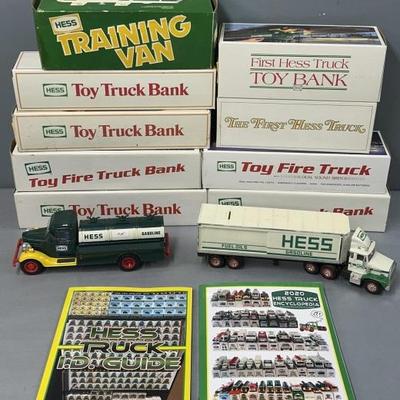 HESS
TRAINING
VAN
First Hess Truck
TOY BANK
HESS
Toy Truck Bank
HESS
Toy Truck Bank
The First Hess Truck
HESS
Toy Fire Truck Bank
HESS
Toy Fire Truck
HESS
Toy Truck Bank
HESS
HESS
GASOLINE
FUEL OILS
HESS
GASOLINE
HESS
TRUCK
I.D. GUIDE
2020
HESS TRUCK
ENCYCLOPEDIA